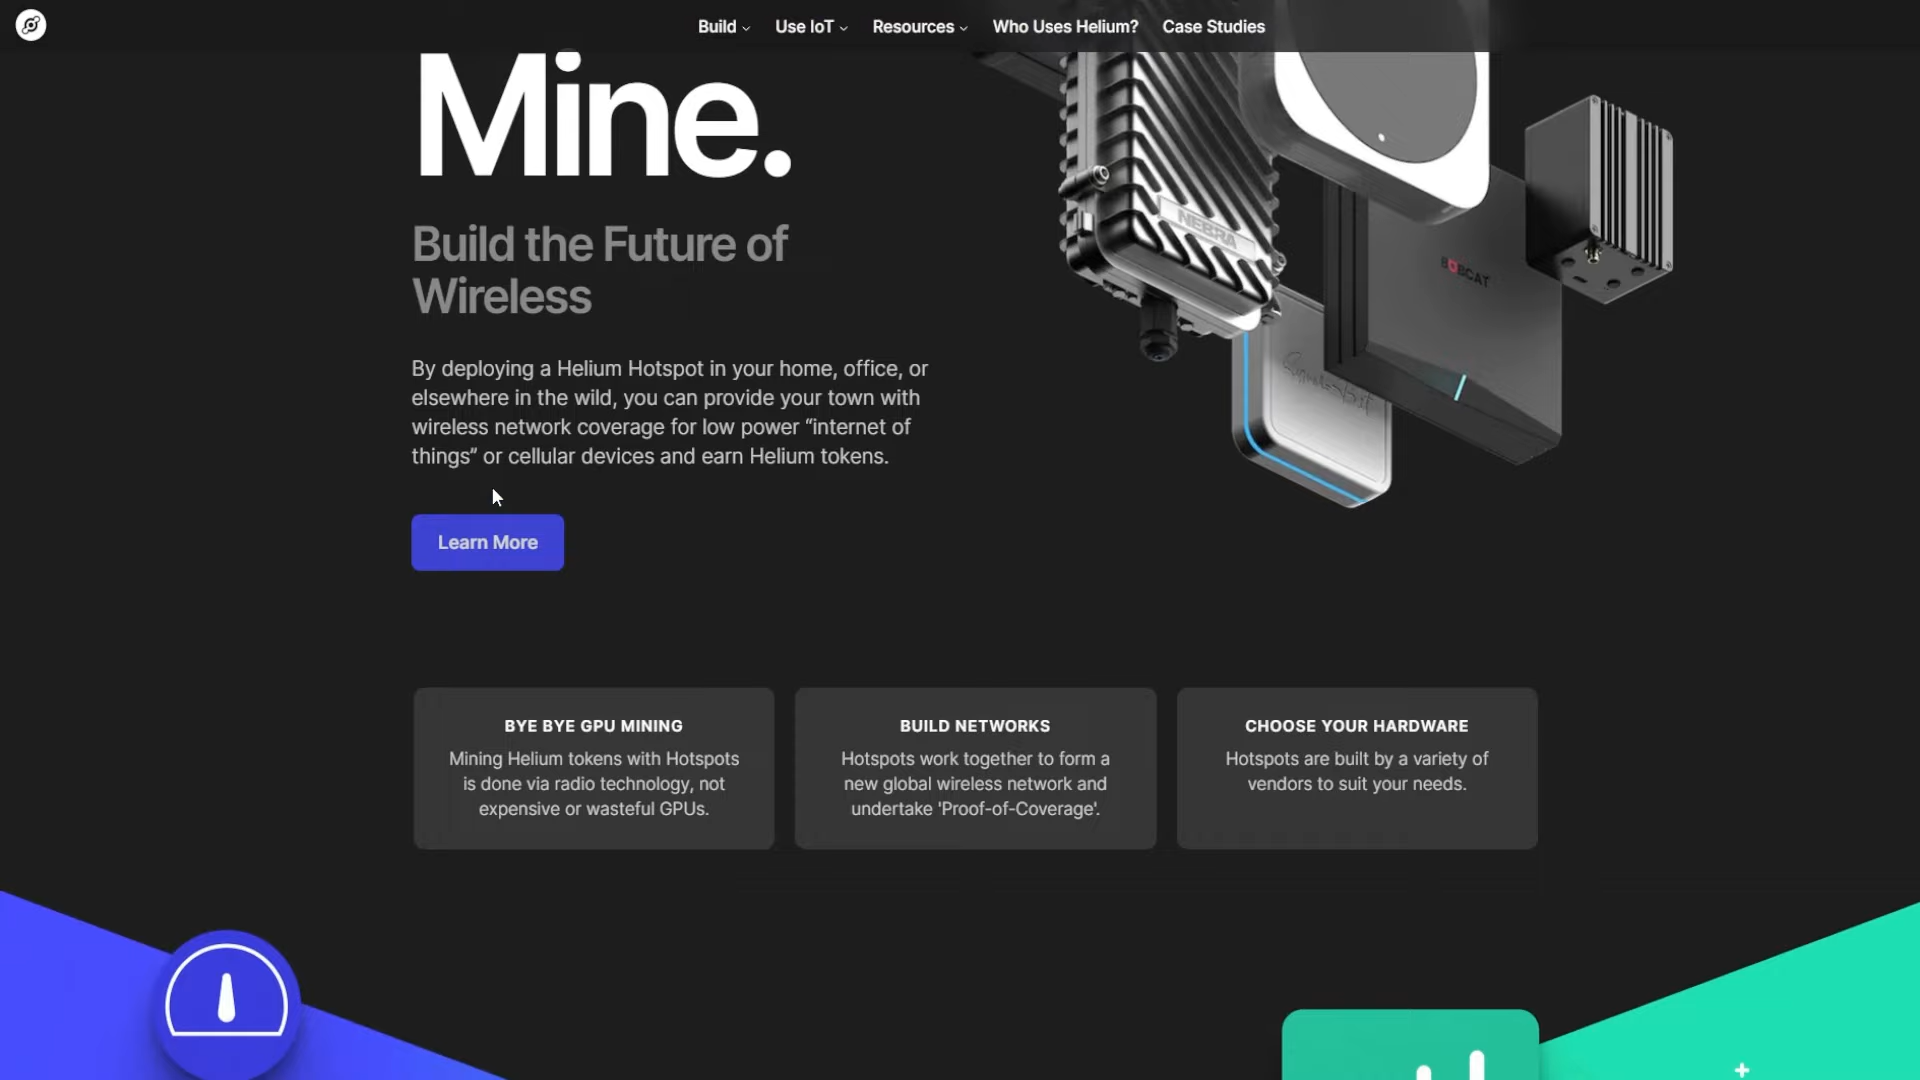 Build Use IoT Resources Who Uses Helium? Case Studies
Mine.
Build the Future of
Wireless
By deploying a Helium Hotspot in your home, office, or
elsewhere in the wild, you can provide your town with
wireless network coverage for low power “internet of
things” or cellular devices and earn Helium tokens.
Learn More
NEBRA
BOBCAT
BYE BYE GPU MINING
Mining Helium tokens with Hotspots
is done via radio technology, not
expensive or wasteful GPUs.
BUILD NETWORKS
Hotspots work together to form a
new global wireless network and
undertake 'Proof-of-Coverage'.
CHOOSE YOUR HARDWARE
Hotspots are built by a variety of
vendors to suit your needs.